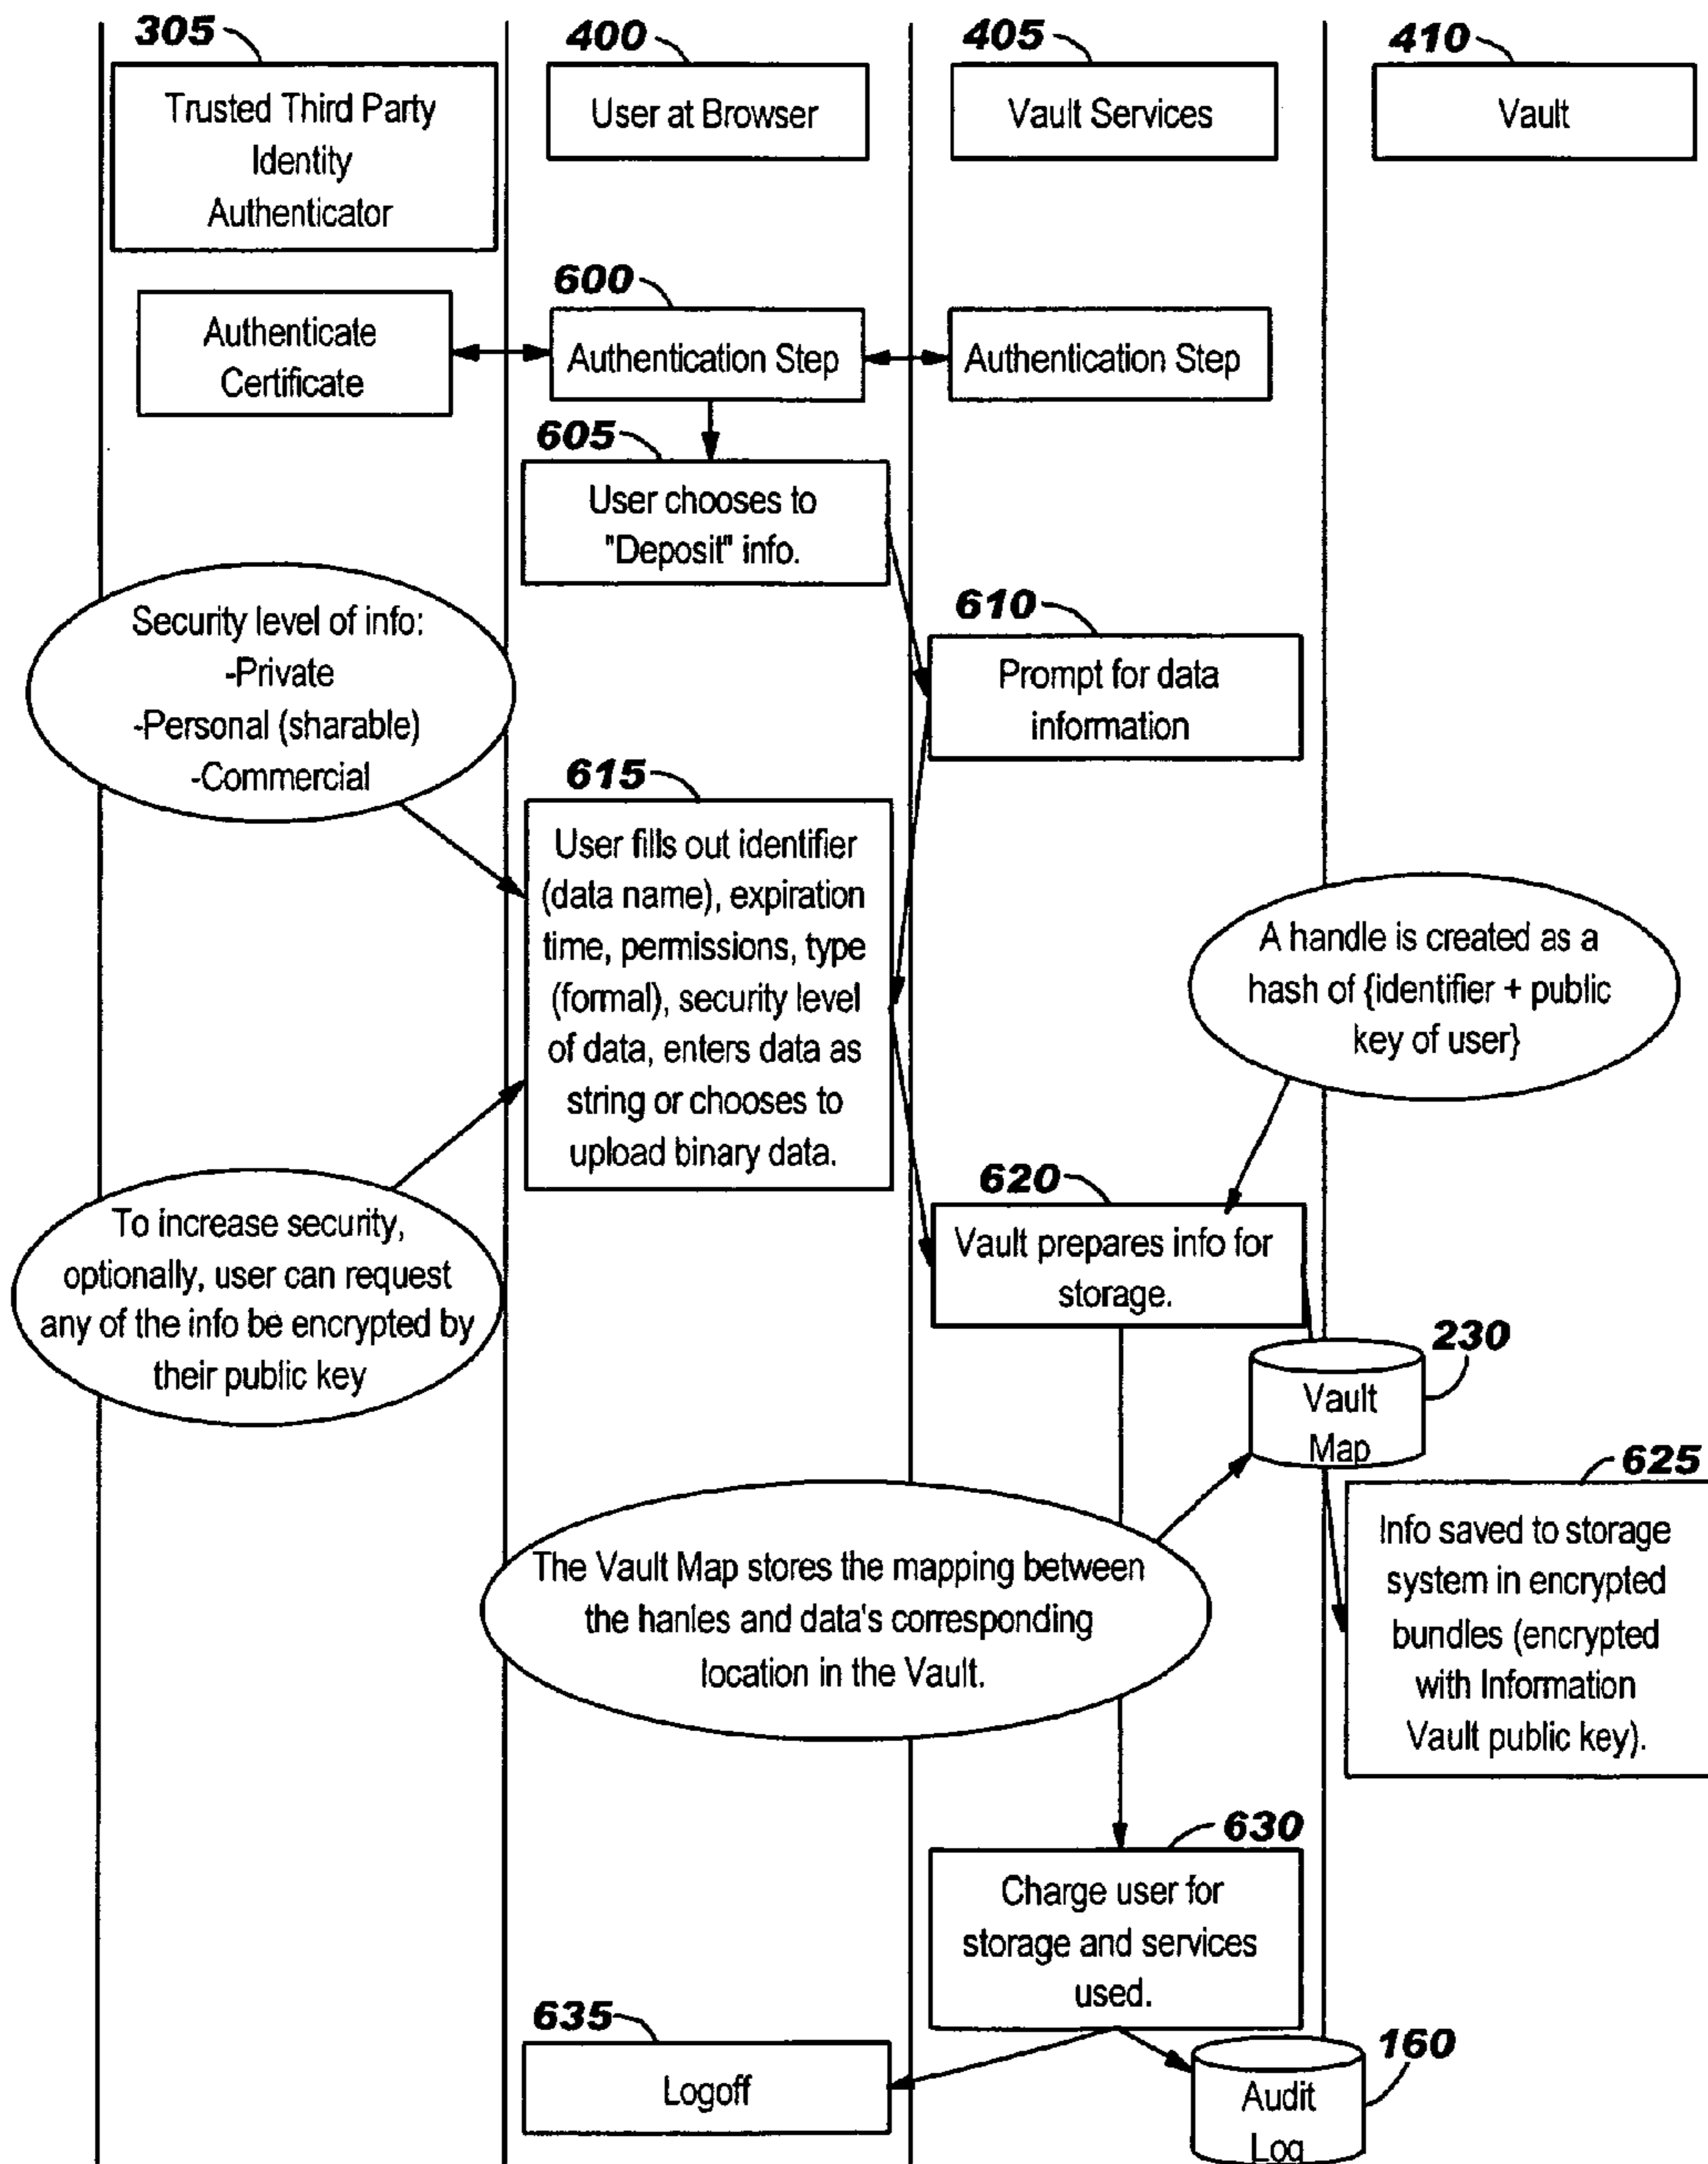 305
400
405
410
Trusted Third Party
Identity
Authenticator
User at Browser
Vault Services
Vault
600
Authenticate
Certificate
Authentication Step
Authentication Step
605
User chooses to
"Deposit" info.
Security level of info:
-Private
-Personal (sharable)
-Commercial
610
Prompt for data
information
615
User fills out identifier
(data name), expiration
time, permissions, type
(formal), security level
of data, enters data as
string or chooses to
upload binary data.
A handle is created as a
hash of {identifier + public
key of user}
To increase security,
optionally, user can request
any of the info be encrypted by
their public key
620
Vault prepares info for
storage.
230
Vault
Map
625
Info saved to storage
system in encrypted
bundles (encrypted
with Information
Vault public key).
The Vault Map stores the mapping between
the hanles and data's corresponding
location in the Vault.
630
Charge user for
storage and services
used.
635
Logoff
160
Audit
Log